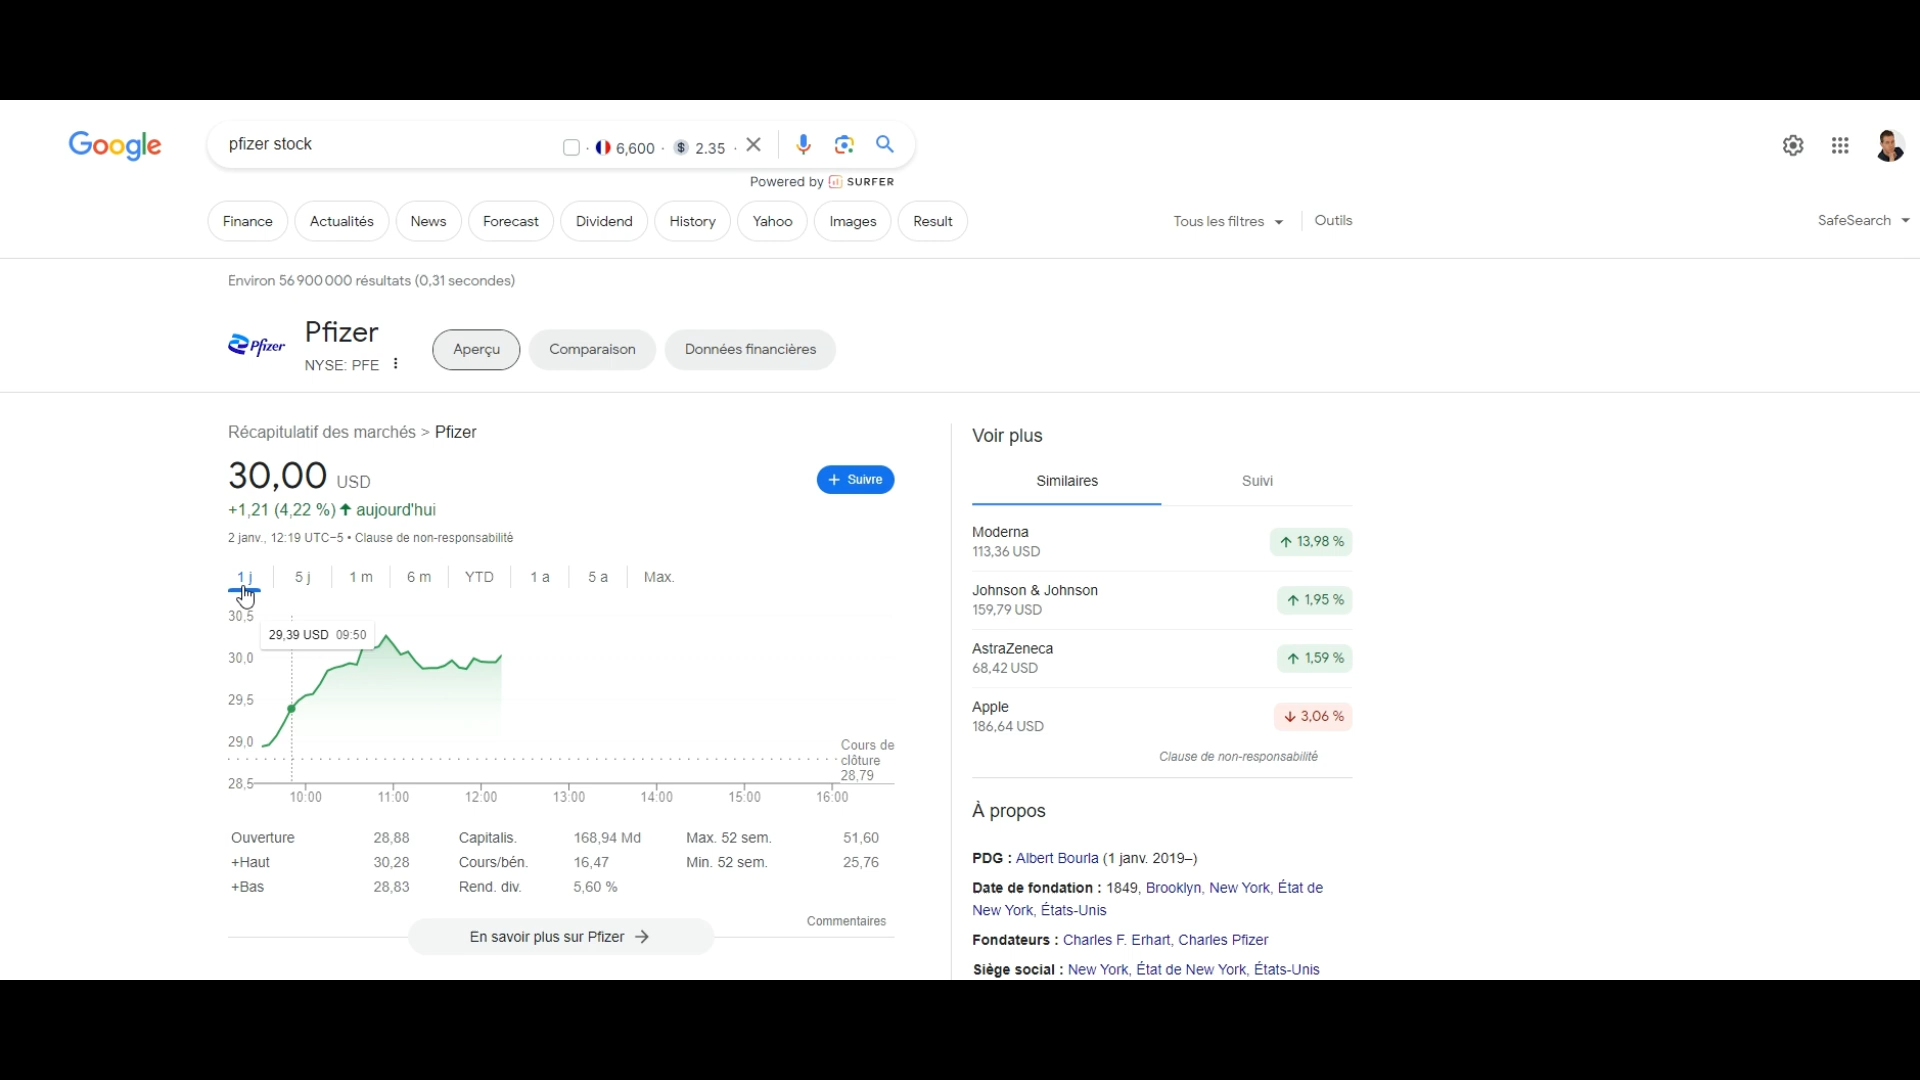 Google
pfizer stock
· 6,600 · $ 2.35 ·
Powered by SURFER
Finance Actualités News Forecast Dividend History Yahoo Images Result
Tous les filtres Outils SafeSearch
Environ 56 900 000 résultats (0,31 secondes)
Pfizer
Pfizer
NYSE: PFE
Aperçu Comparaison Données financières
Récapitulatif des marchés > Pfizer
30,00 USD
+ Suivre
+1,21 (4,22 %) ↑ aujourd'hui
2 janv., 12:19 UTC−5 • Clause de non-responsabilité
1 j 5 j 1 m 6 m YTD 1 a 5 a Max.
30,5
29,39 USD 09:50
30,0
29,5
29,0
28,5
Cours de
clôture
28,79
10:00 11:00 12:00 13:00 14:00 15:00 16:00
Ouverture 28,88 Capitalis. 168,94 Md Max. 52 sem. 51,60
+Haut 30,28 Cours/bén. 16,47 Min. 52 sem. 25,76
+Bas 28,83 Rend. div. 5,60 %
Commentaires
En savoir plus sur Pfizer →
Voir plus
Similaires Suivi
Moderna
113,36 USD
↑ 13,98 %
Johnson & Johnson
159,79 USD
↑ 1,95 %
AstraZeneca
68,42 USD
↑ 1,59 %
Apple
186,64 USD
↓ 3,06 %
Clause de non-responsabilité
À propos
PDG : Albert Bourla (1 janv. 2019–)
Date de fondation : 1849, Brooklyn, New York, État de
New York, États-Unis
Fondateurs : Charles F. Erhart, Charles Pfizer
Siège social : New York, État de New York, États-Unis